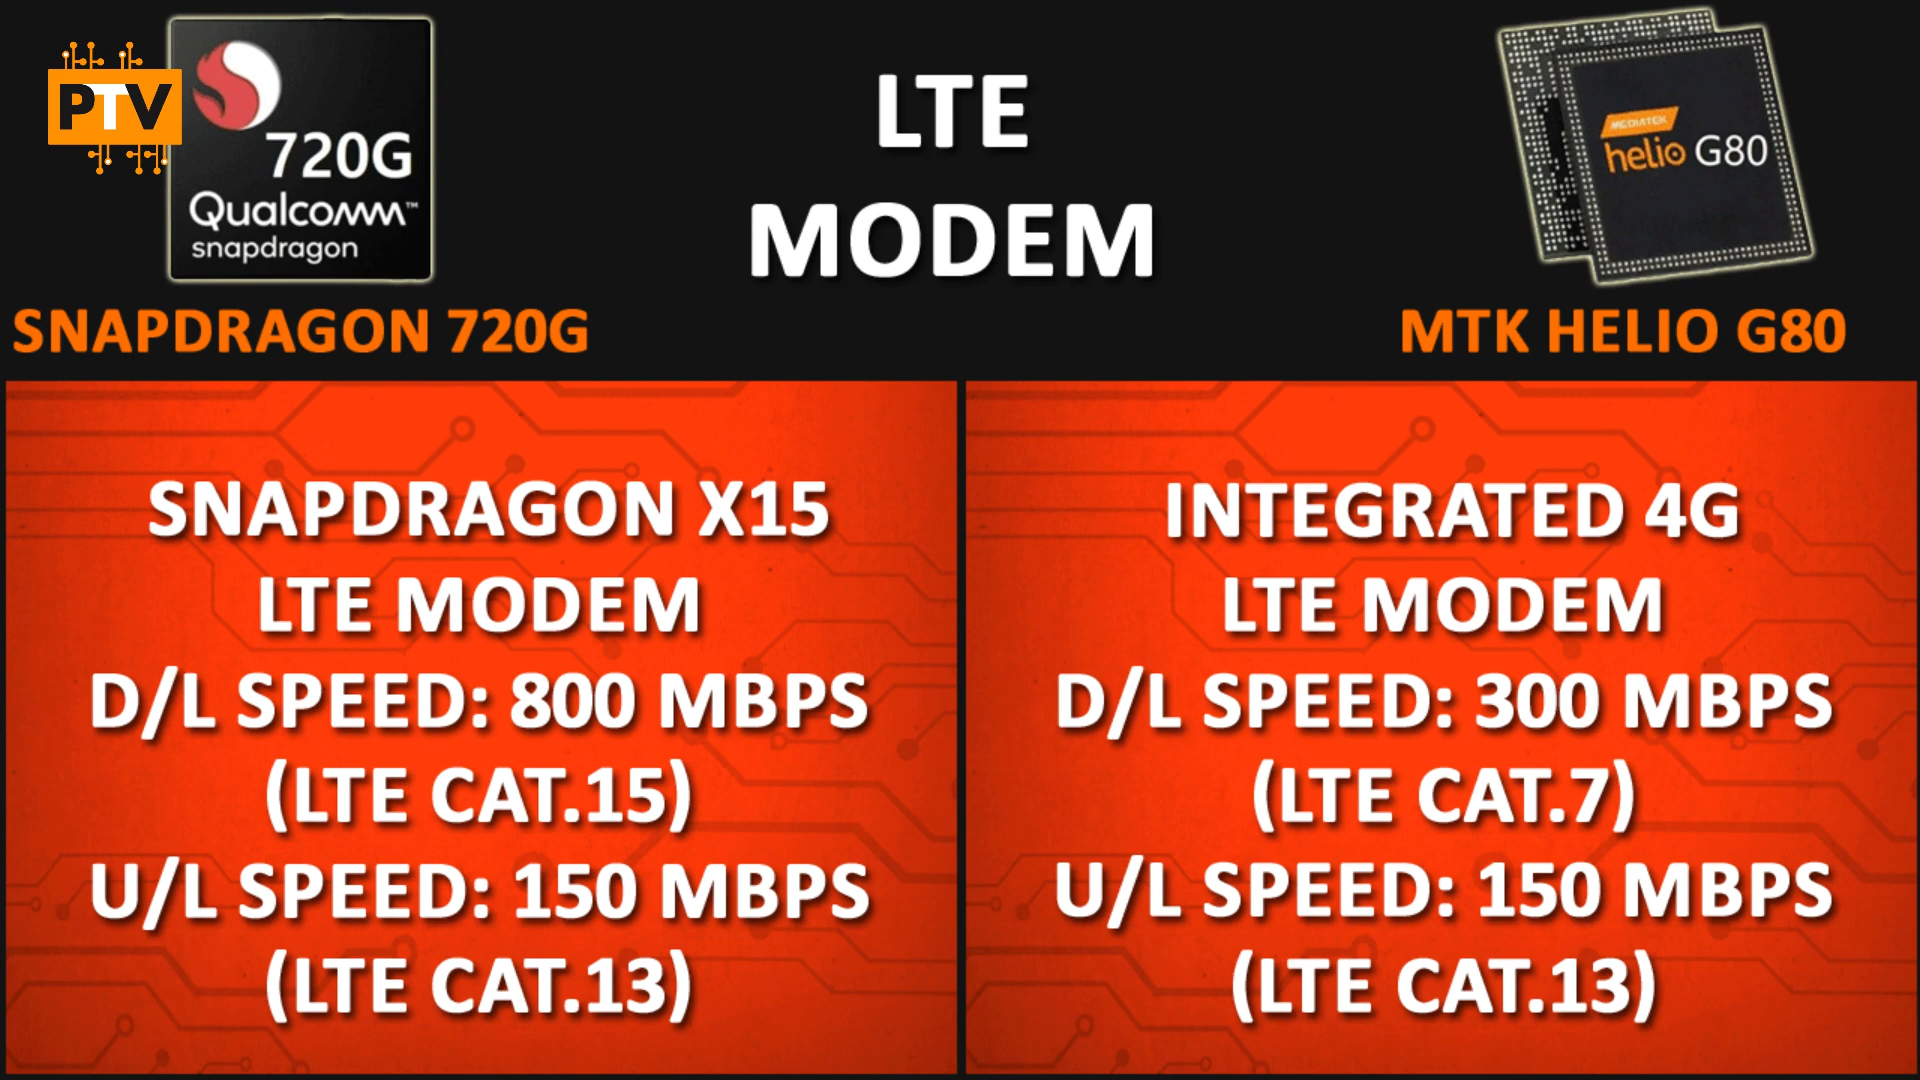 PTV
720G
Qualcomm™
snapdragon
LTE
MODEM
MEDIATEK
helio G80
SNAPDRAGON 720G
MTK HELIO G80
SNAPDRAGON X15
LTE MODEM
D/L SPEED: 800 MBPS
(LTE CAT.15)
U/L SPEED: 150 MBPS
(LTE CAT.13)
INTEGRATED 4G
LTE MODEM
D/L SPEED: 300 MBPS
(LTE CAT.7)
U/L SPEED: 150 MBPS
(LTE CAT.13)